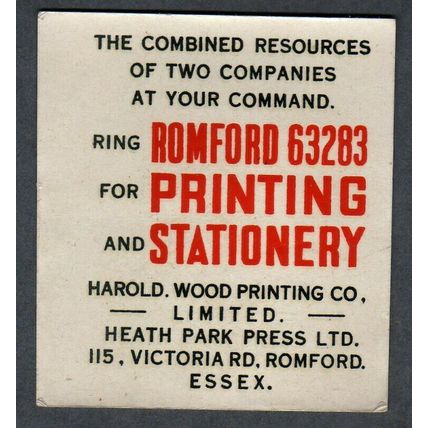 THE COMBINED RESOURCES
OF TWO COMPANIES
AT YOUR COMMAND.
RING ROMFORD 63283
FOR PRINTING
AND STATIONERY
HAROLD. WOOD PRINTING CO,
— LIMITED. —
HEATH PARK PRESS LTD.
115, VICTORIA RD, ROMFORD.
ESSEX.